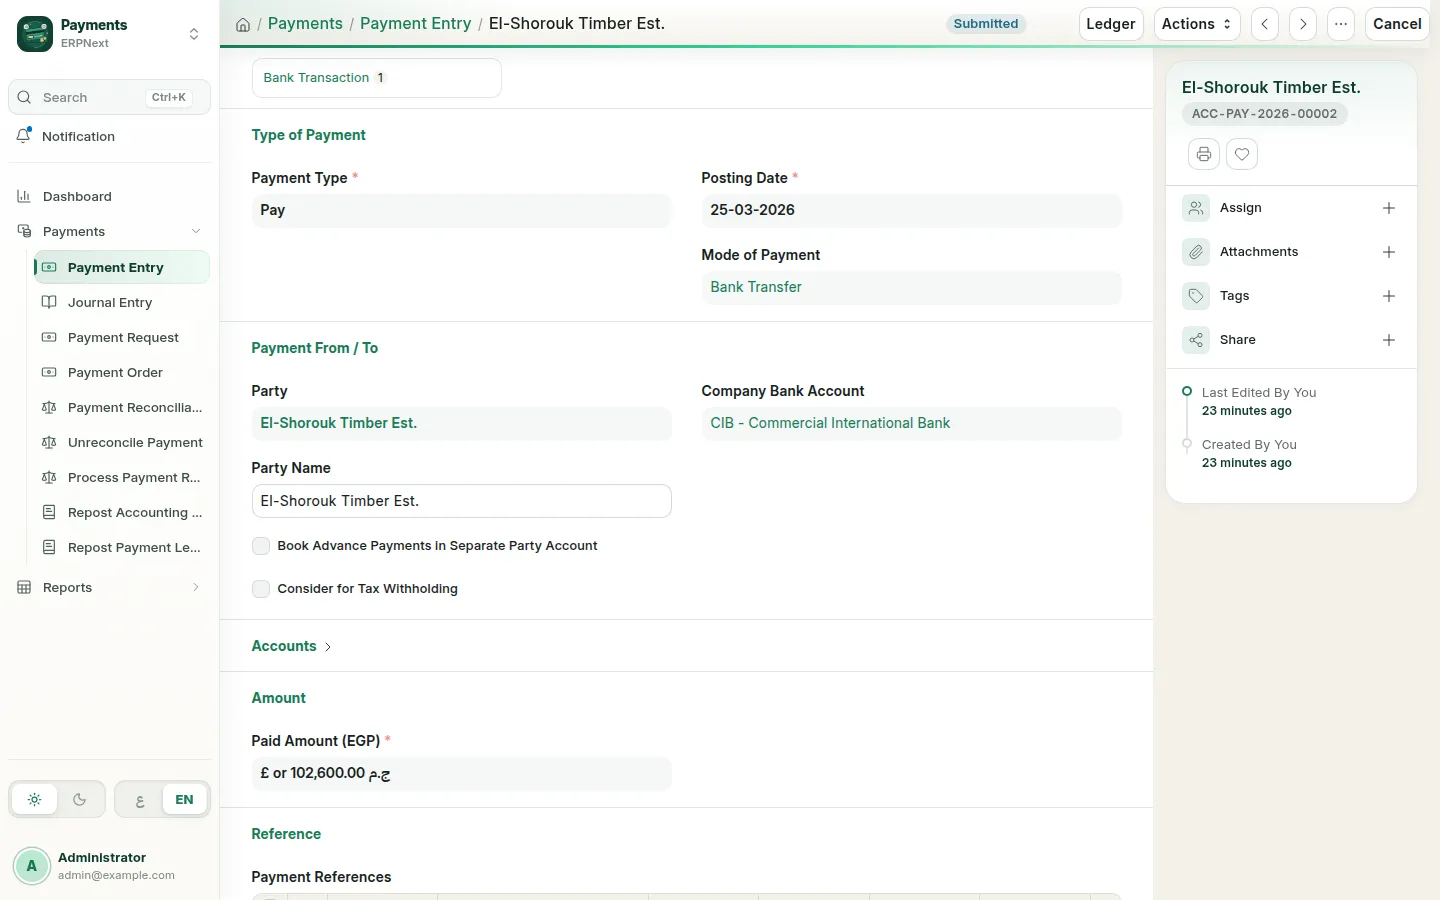 Payments
ERPNext
Search
Ctrl+K
Notification
Dashboard
Payments
Payment Entry
Journal Entry
Payment Request
Payment Order
Payment Reconcilia...
Unreconcile Payment
Process Payment R...
Repost Accounting ...
Repost Payment Le...
Reports
ع
EN
A
Administrator
admin@example.com
/ Payments / Payment Entry / El-Shorouk Timber Est.
Submitted
Ledger
Actions
Cancel
Bank Transaction 1
Type of Payment
Payment Type *
Pay
Posting Date *
25-03-2026
Mode of Payment
Bank Transfer
Payment From / To
Party
El-Shorouk Timber Est.
Company Bank Account
CIB - Commercial International Bank
Party Name
El-Shorouk Timber Est.
Book Advance Payments in Separate Party Account
Consider for Tax Withholding
Accounts
Amount
Paid Amount (EGP) *
£ or 102,600.00 ج.م
Reference
Payment References
El-Shorouk Timber Est.
ACC-PAY-2026-00002
Assign
Attachments
Tags
Share
Last Edited By You
23 minutes ago
Created By You
23 minutes ago